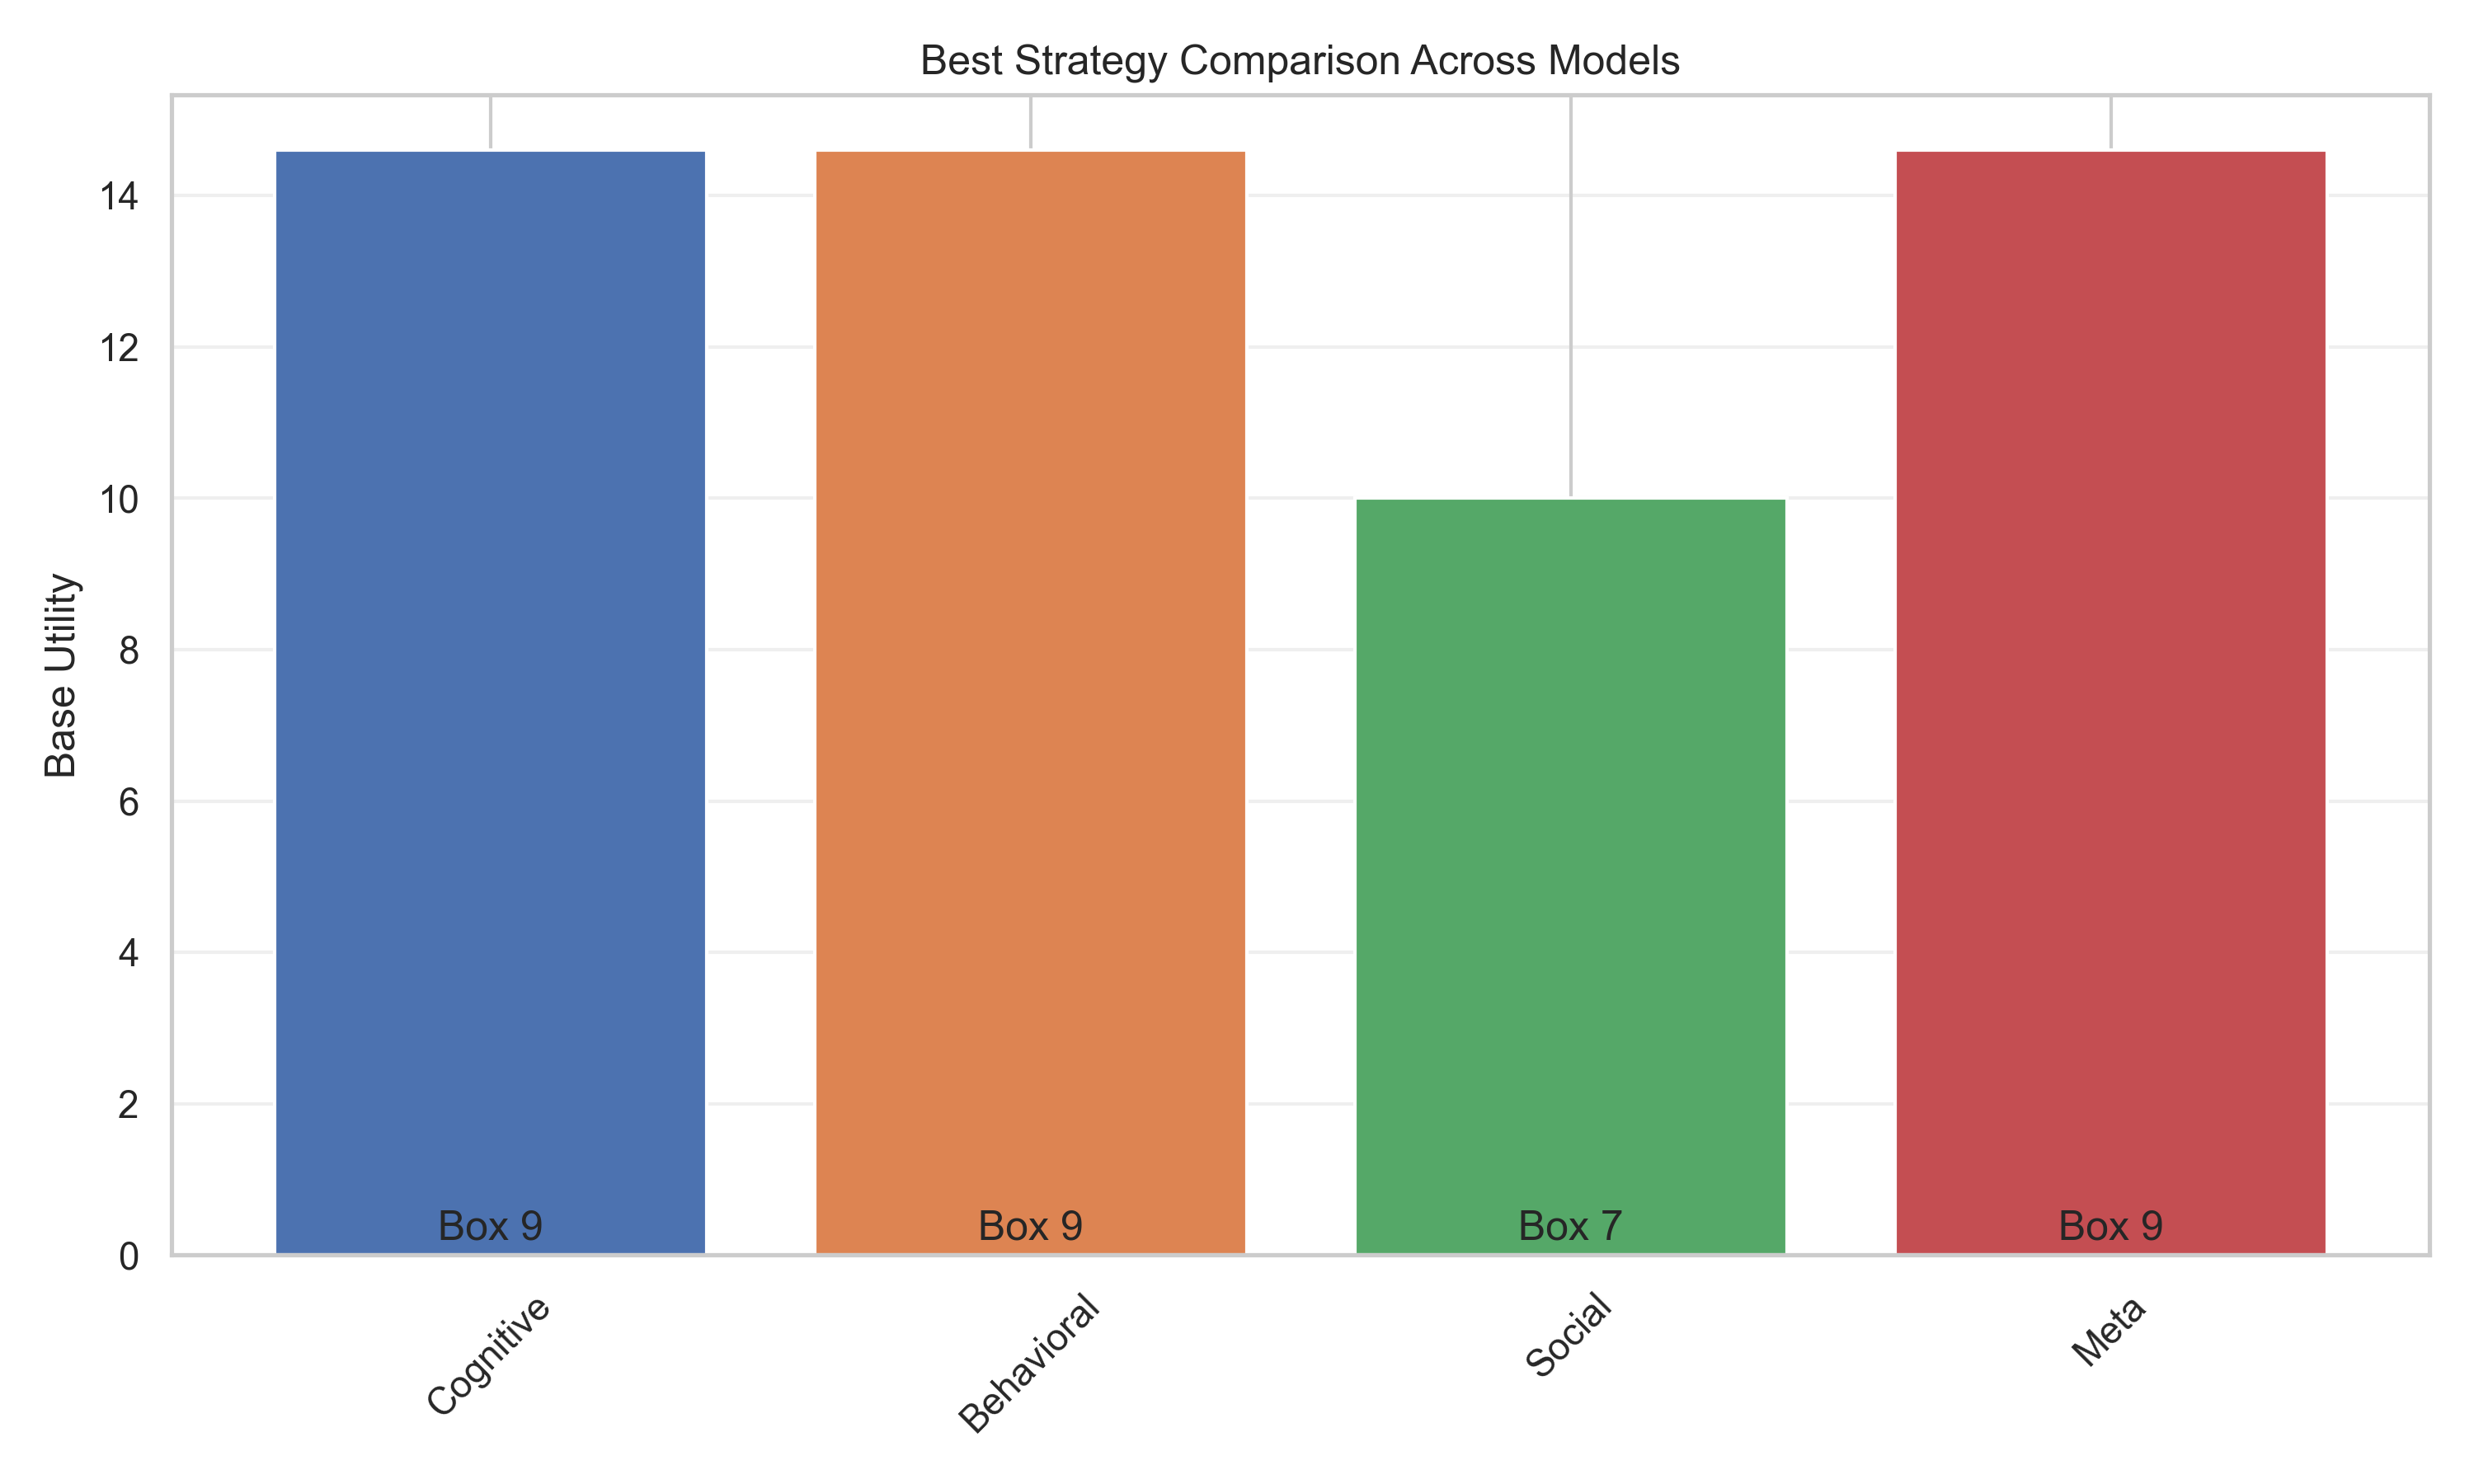 Best Strategy Comparison Across Models
Base Utility
14
12
10
8
6
4
2
0
Box 9
Box 9
Box 7
Box 9
Cognitive
Behavioral
Social
Meta